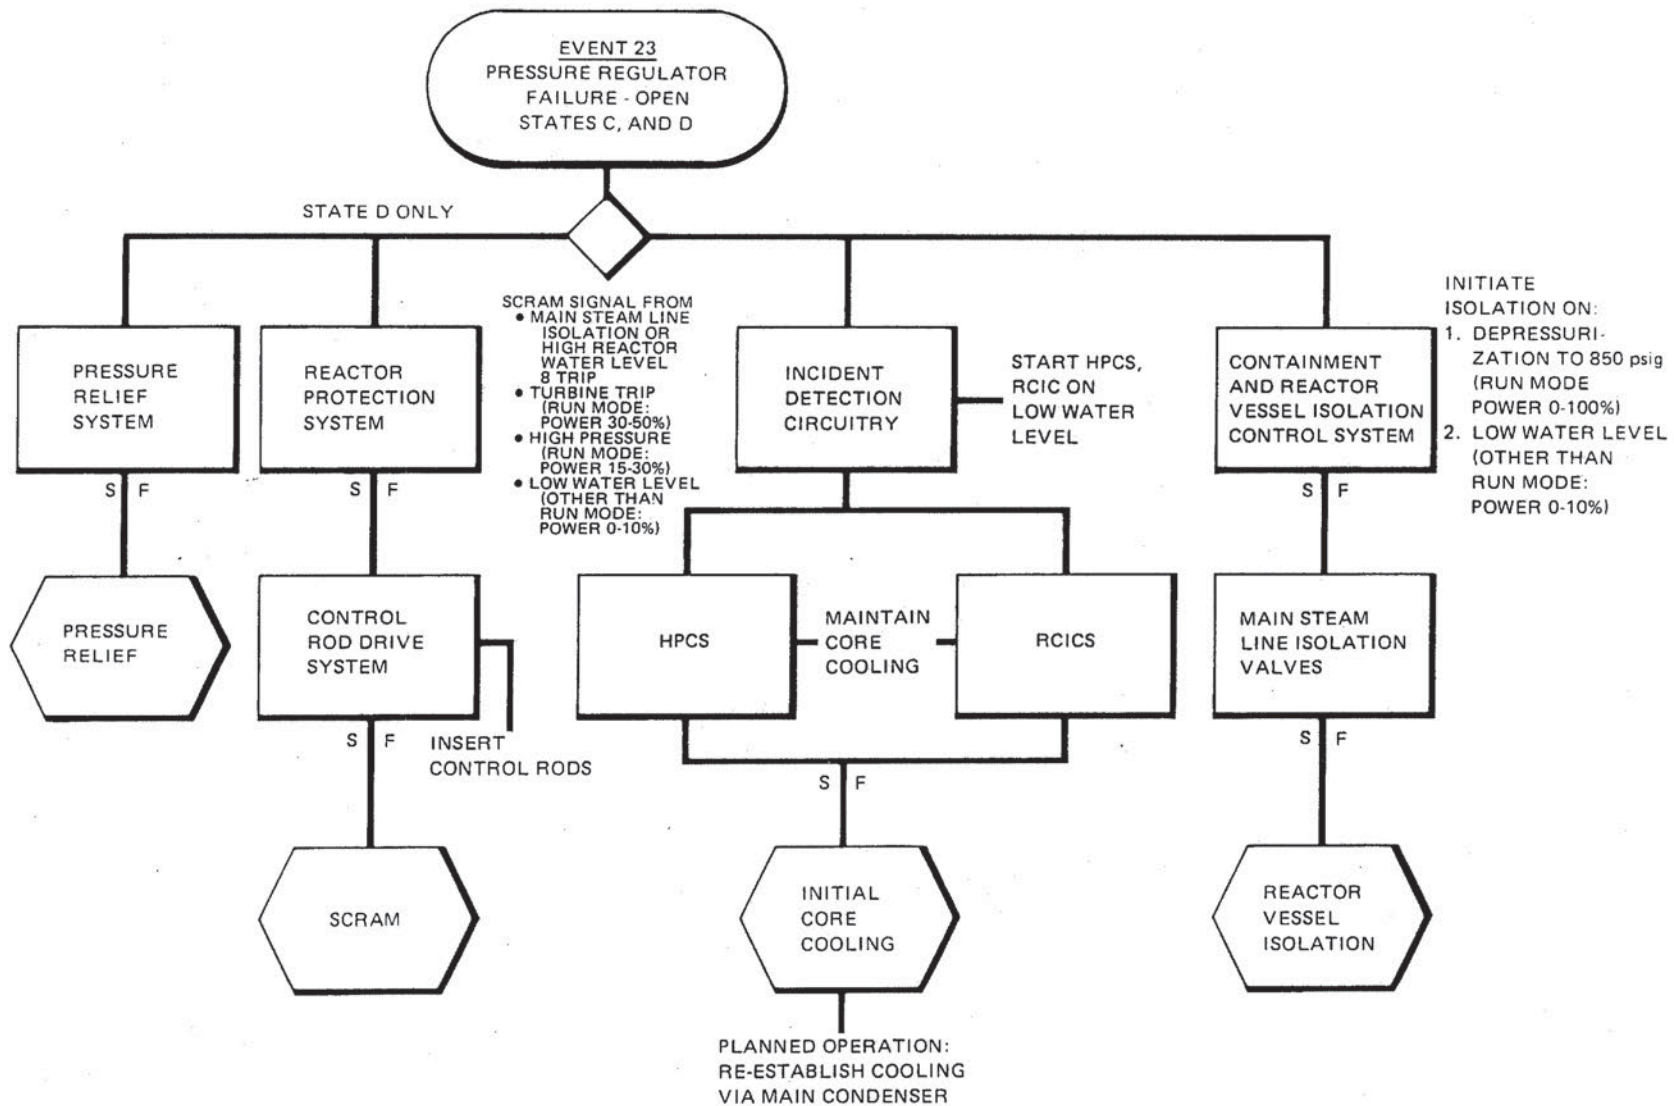 EVENT 23
PRESSURE REGULATOR
FAILURE - OPEN
STATES C, AND D
STATE D ONLY
PRESSURE
RELIEF
SYSTEM
S F
PRESSURE
RELIEF
REACTOR
PROTECTION
SYSTEM
S F
CONTROL
ROD DRIVE
SYSTEM
INSERT
CONTROL RODS
S F
SCRAM
SCRAM SIGNAL FROM
• MAIN STEAM LINE
ISOLATION OR
HIGH REACTOR
WATER LEVEL
8 TRIP
• TURBINE TRIP
(RUN MODE:
POWER 30-50%)
• HIGH PRESSURE
(RUN MODE:
POWER 15-30%)
• LOW WATER LEVEL
(OTHER THAN
RUN MODE:
POWER 0-10%)
INCIDENT
DETECTION
CIRCUITRY
START HPCS,
RCIC ON
LOW WATER
LEVEL
HPCS
MAINTAIN
CORE
COOLING
RCICS
S F
INITIAL
CORE
COOLING
PLANNED OPERATION:
RE-ESTABLISH COOLING
VIA MAIN CONDENSER
CONTAINMENT
AND REACTOR
VESSEL ISOLATION
CONTROL SYSTEM
INITIATE
ISOLATION ON:
1. DEPRESSURI-
ZATION TO 850 psig
(RUN MODE
POWER 0-100%)
2. LOW WATER LEVEL
(OTHER THAN
RUN MODE:
POWER 0-10%)
S F
MAIN STEAM
LINE ISOLATION
VALVES
S F
REACTOR
VESSEL
ISOLATION